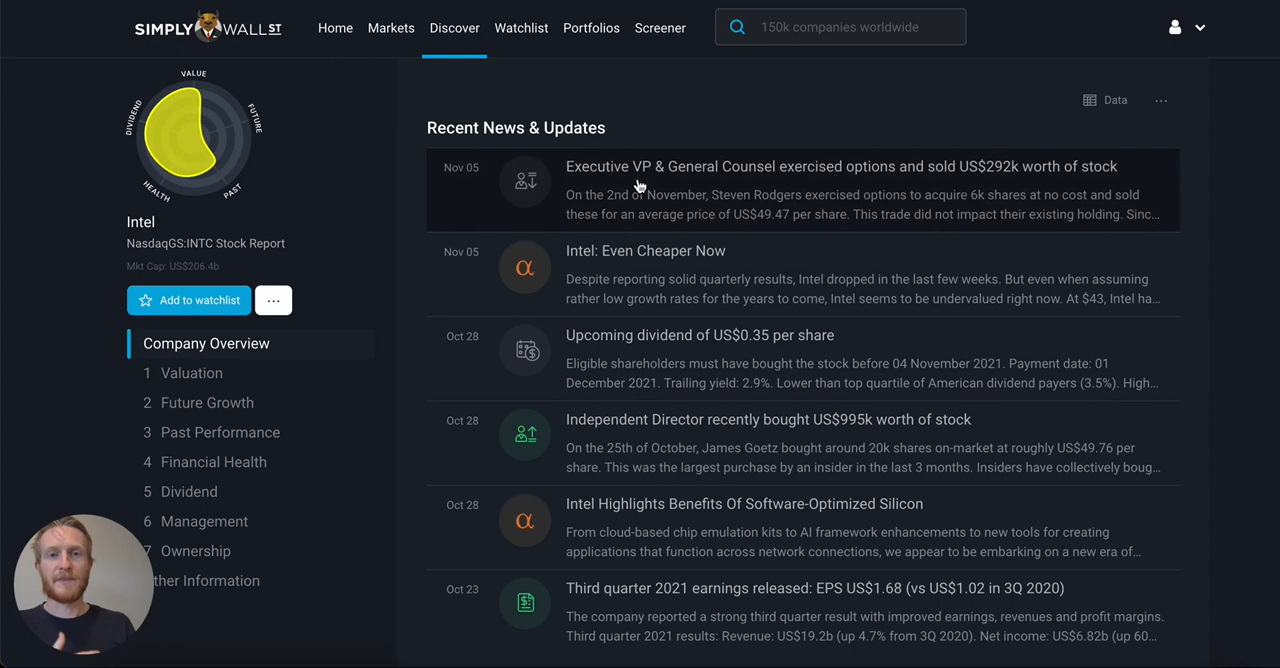 SIMPLY WALL ST
Home Markets Discover Watchlist Portfolios Screener
150k companies worldwide
VALUE
FUTURE
PAST
HEALTH
DIVIDEND
Intel
NasdaqGS:INTC Stock Report
Mkt Cap: US$206.4b
Add to watchlist
...
Company Overview
1 Valuation
2 Future Growth
3 Past Performance
4 Financial Health
5 Dividend
6 Management
7 Ownership
ther Information
Data
...
Recent News & Updates
Nov 05
Executive VP & General Counsel exercised options and sold US$292k worth of stock
On the 2nd of November, Steven Rodgers exercised options to acquire 6k shares at no cost and sold
these for an average price of US$49.47 per share. This trade did not impact their existing holding. Sinc...
Nov 05
α
Intel: Even Cheaper Now
Despite reporting solid quarterly results, Intel dropped in the last few weeks. But even when assuming
rather low growth rates for the years to come, Intel seems to be undervalued right now. At $43, Intel ha...
Oct 28
Upcoming dividend of US$0.35 per share
Eligible shareholders must have bought the stock before 04 November 2021. Payment date: 01
December 2021. Trailing yield: 2.9%. Lower than top quartile of American dividend payers (3.5%). High...
Oct 28
Independent Director recently bought US$995k worth of stock
On the 25th of October, James Goetz bought around 20k shares on-market at roughly US$49.76 per
share. This was the largest purchase by an insider in the last 3 months. Insiders have collectively boug...
Oct 28
α
Intel Highlights Benefits Of Software-Optimized Silicon
From cloud-based chip emulation kits to AI framework enhancements to new tools for creating
applications that function across network connections, we appear to be embarking on a new era of...
Oct 23
Third quarter 2021 earnings released: EPS US$1.68 (vs US$1.02 in 3Q 2020)
The company reported a strong third quarter result with improved earnings, revenues and profit margins.
Third quarter 2021 results: Revenue: US$19.2b (up 4.7% from 3Q 2020). Net income: US$6.82b (up 60...